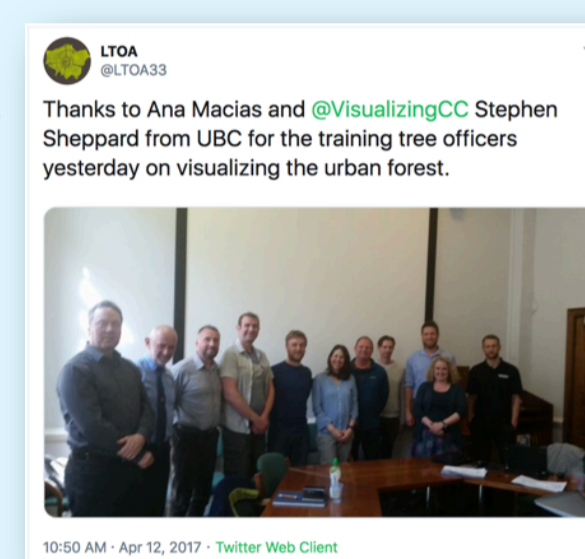 LTOA
@LTOA33
Thanks to Ana Macias and @VisualizingCC Stephen
Sheppard from UBC for the training tree officers
yesterday on visualizing the urban forest.
10:50 AM · Apr 12, 2017 · Twitter Web Client